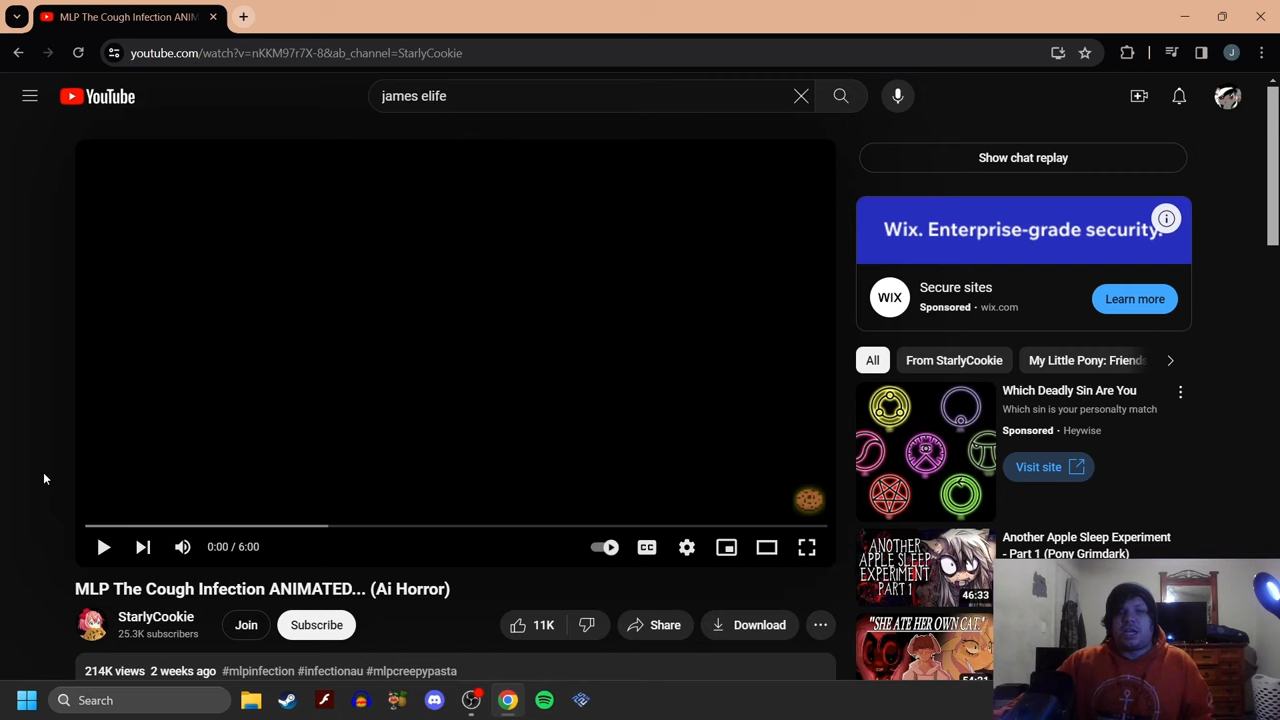 MLP The Cough Infection ANIM
youtube.com/watch?v=nKKM97r7X-8&ab_channel=StarlyCookie
J
YouTube
james elife
Show chat replay
Wix. Enterprise-grade security.
WIX
Secure sites
Sponsored · wix.com
Learn more
All
From StarlyCookie
My Little Pony: Friends
Which Deadly Sin Are You
Which sin is your personalty match
Sponsored · Heywise
Visit site
0:00 / 6:00
CC
ANOTHER
APPLE SLEEP
EXPERIMENT
PART 1
46:33
Another Apple Sleep Experiment
- Part 1 (Pony Grimdark)
MLP The Cough Infection ANIMATED... (Ai Horror)
StarlyCookie
25.3K subscribers
Join
Subscribe
11K
Share
Download
"SHE ATE HER OWN CAT."
214K views 2 weeks ago #mlpinfection #infectionau #mlpcreepypasta
Search